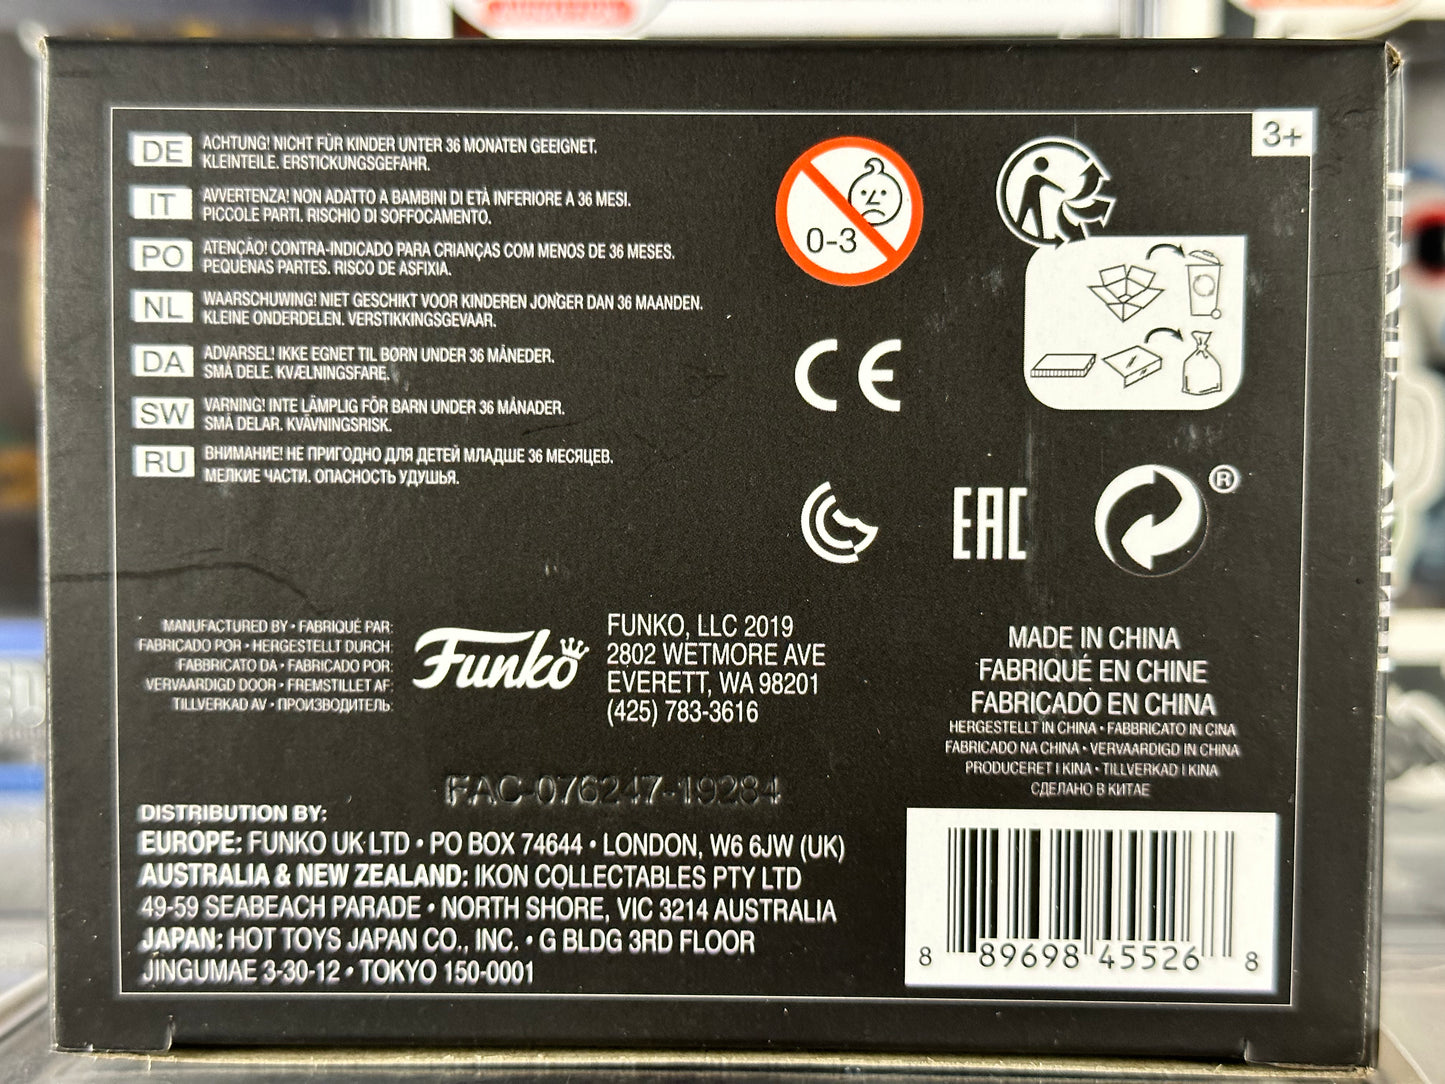 3+
DE ACHTUNG! NICHT FÜR KINDER UNTER 36 MONATEN GEEIGNET.
KLEINTEILE. ERSTICKUNGSGEFAHR.
IT AVVERTENZA! NON ADATTO A BAMBINI DI ETÀ INFERIORE A 36 MESI.
PICCOLE PARTI. RISCHIO DI SOFFOCAMENTO.
PO ATENÇÃO! CONTRA-INDICADO PARA CRIANÇAS COM MENOS DE 36 MESES.
PEQUENAS PARTES. RISCO DE ASFIXIA.
NL WAARSCHUWING! NIET GESCHIKT VOOR KINDEREN JONGER DAN 36 MAANDEN.
KLEINE ONDERDELEN. VERSTIKKINGSGEVAAR.
DA ADVARSEL! IKKE EGNET TIL BØRN UNDER 36 MÅNEDER.
SMÅ DELE. KVÆLNINGSFARE.
SW VARNING! INTE LÄMPLIG FÖR BARN UNDER 36 MÅNADER.
SMÅ DELAR. KVÄVNINGSRISK.
RU ВНИМАНИЕ! НЕ ПРИГОДНО ДЛЯ ДЕТЕЙ МЛАДШЕ 36 МЕСЯЦЕВ.
МЕЛКИЕ ЧАСТИ. ОПАСНОСТЬ УДУШЬЯ.
0-3
CE
EAC
®
MANUFACTURED BY • FABRIQUÉ PAR:
FABRICADO POR • HERGESTELLT DURCH:
FABBRICATO DA • FABRICADO POR:
VERVAARDIGD DOOR • FREMSTILLET AF:
TILLVERKAD AV • ПРОИЗВОДИТЕЛЬ:
Funko
FUNKO, LLC 2019
2802 WETMORE AVE
EVERETT, WA 98201
(425) 783-3616
MADE IN CHINA
FABRIQUÉ EN CHINE
FABRICADO EN CHINA
HERGESTELLT IN CHINA • FABBRICATO IN CINA
FABRICADO NA CHINA • VERVAARDIGD IN CHINA
PRODUCERET I KINA • TILLVERKAD I KINA
СДЕЛАНО В КИТАЕ
FAC-076247-19284
DISTRIBUTION BY:
EUROPE: FUNKO UK LTD • PO BOX 74644 • LONDON, W6 6JW (UK)
AUSTRALIA & NEW ZEALAND: IKON COLLECTABLES PTY LTD
49-59 SEABEACH PARADE • NORTH SHORE, VIC 3214 AUSTRALIA
JAPAN: HOT TOYS JAPAN CO., INC. • G BLDG 3RD FLOOR
JINGUMAE 3-30-12 • TOKYO 150-0001
8 89698 45526 8